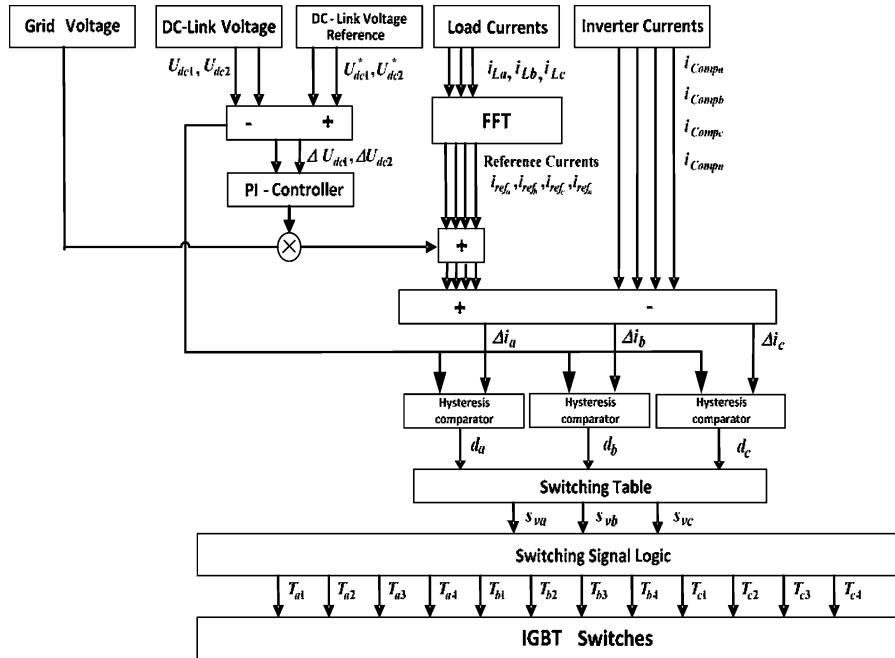 Grid Voltage
DC-Link Voltage
DC - Link Voltage
Reference
Load Currents
Inverter Currents
U_dc1, U_dc2
U*_dc1, U*_dc2
i_La, i_Lb, i_Lc
i_Compa
i_Compb
i_Compc
i_Compn
- +
FFT
Δ U_dc1, ΔU_dc2
Reference Currents
i_ref_a, i_ref_b, i_ref_c, i_ref_n
PI - Controller
×
+
+ -
Δi_a Δi_b Δi_c
Hysteresis
comparator
Hysteresis
comparator
Hysteresis
comparator
d_a d_b d_c
Switching Table
s_va s_vb s_vc
Switching Signal Logic
T_a1 T_a2 T_a3 T_a4 T_b1 T_b2 T_b3 T_b4 T_c1 T_c2 T_c3 T_c4
IGBT Switches